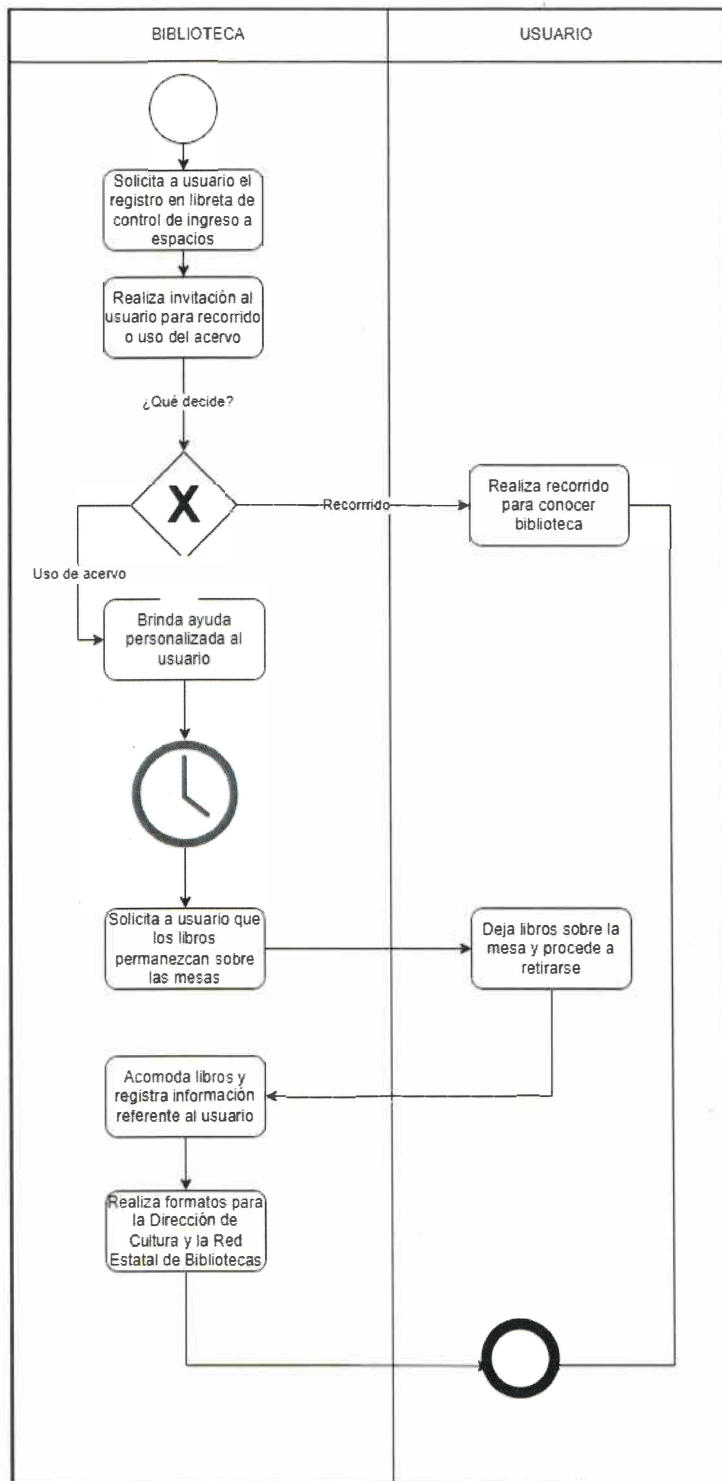 BIBLIOTECA
USUARIO
Solicita a usuario el
registro en libreta de
control de ingreso a
espacios
Realiza invitación al
usuario para recorrido
o uso del acervo
¿Qué decide?
X
Recorrrido
Realiza recorrido
para conocer
biblioteca
Uso de acervo
Brinda ayuda
personalizada al
usuario
Solicita a usuario que
los libros
permanezcan sobre
las mesas
Deja libros sobre la
mesa y procede a
retirarse
Acomoda libros y
registra información
referente al usuario
Realiza formatos para
la Dirección de
Cultura y la Red
Estatal de Bibliotecas